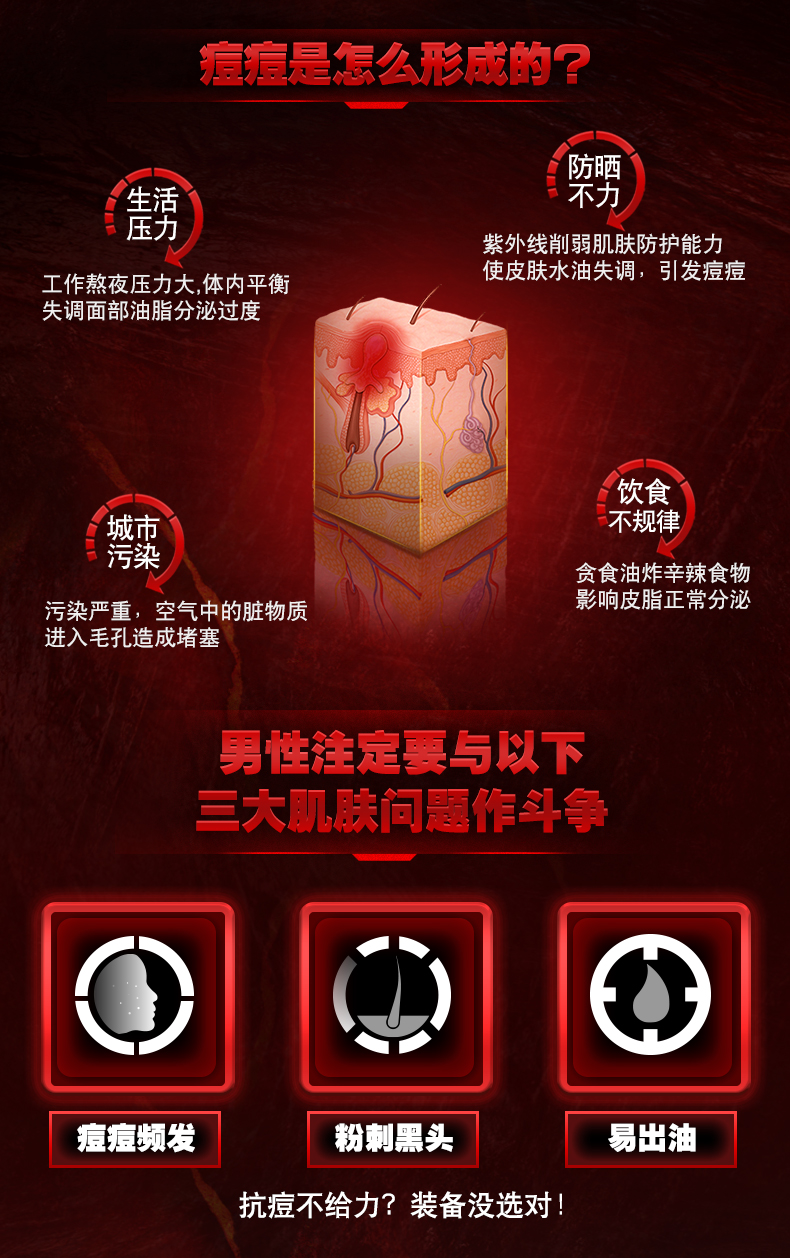 痘痘是怎么形成的?
生活
压力
工作熬夜压力大,体内平衡
失调面部油脂分泌过度
防晒
不力
紫外线削弱肌肤防护能力
使皮肤水油失调，引发痘痘
城市
污染
污染严重，空气中的脏物质
进入毛孔造成堵塞
饮食
不规律
贪食油炸辛辣食物
影响皮脂正常分泌
男性注定要与以下
三大肌肤问题作斗争
痘痘频发
粉刺黑头
易出油
抗痘不给力？装备没选对！